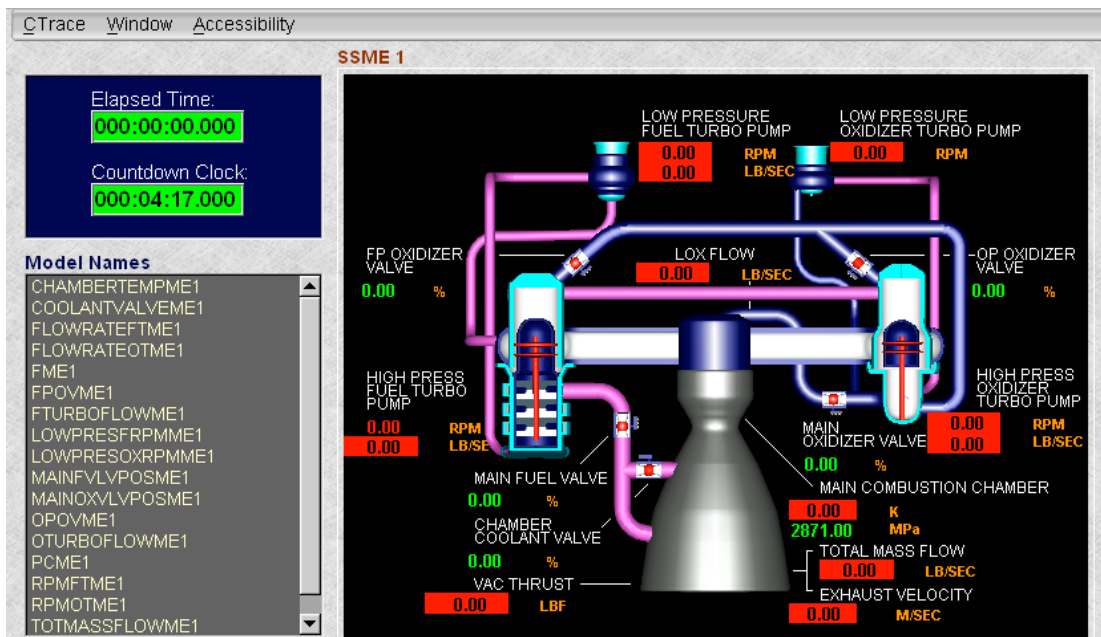 CTrace Window Accessibility
SSME 1
Elapsed Time:
000:00:00.000
Countdown Clock:
000:04:17.000
Model Names
CHAMBERTEMPME1
COOLANTVALVEME1
FLOWRATEFTME1
FLOWRATEOTME1
FME1
FPOVME1
FTURBOFLOWME1
LOWPRESFRPMME1
LOWPRESOXRPMME1
MAINFVLVPOSME1
MAINOXVLVPOSME1
OPOVME1
OTURBOFLOWME1
PCME1
RPMFTME1
RPMOTME1
TOTMASSFLOWME1
LOW PRESSURE
FUEL TURBO PUMP
0.00 RPM
0.00 LB/SEC
LOW PRESSURE
OXIDIZER TURBO PUMP
0.00 RPM
FP OXIDIZER
VALVE
0.00 %
LOX FLOW
0.00 LB/SEC
OP OXIDIZER
VALVE
0.00 %
HIGH PRESS
FUEL TURBO
PUMP
0.00 RPM
0.00 LB/SE
HIGH PRESS
OXIDIZER
TURBO PUMP
0.00 RPM
0.00 LB/SEC
MAIN
OXIDIZER VALVE
0.00 %
MAIN FUEL VALVE
0.00 %
CHAMBER
COOLANT VALVE
0.00 %
MAIN COMBUSTION CHAMBER
0.00 K
2871.00 MPa
VAC THRUST
0.00 LBF
TOTAL MASS FLOW
0.00 LB/SEC
EXHAUST VELOCITY
0.00 M/SEC